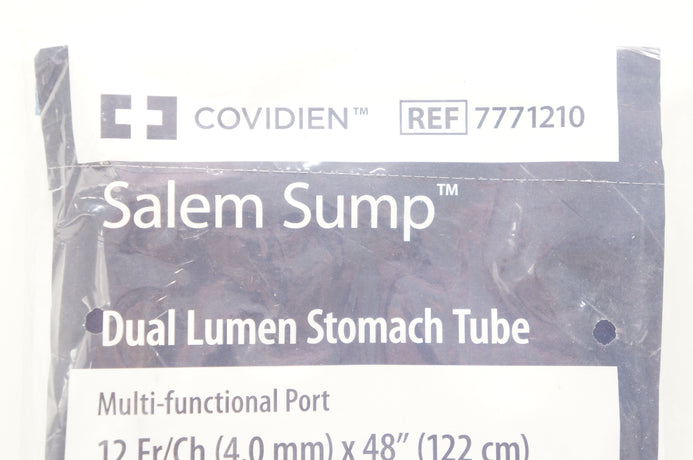 COVIDIEN™ REF 7771210
Salem Sump™
Dual Lumen Stomach Tube
Multi-functional Port
12 Fr/Ch (4.0 mm) x 48” (122 cm)